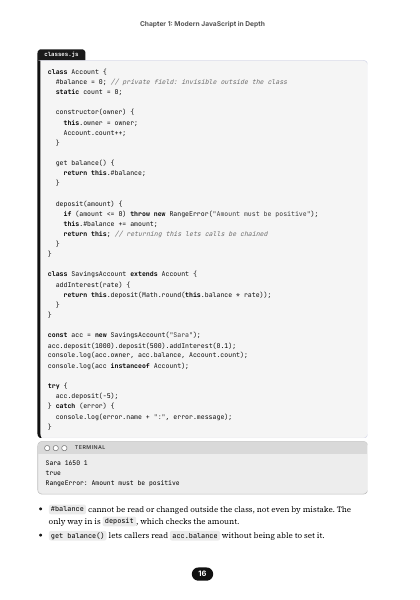 Chapter 1: Modern JavaScript in Depth
classes.js
class Account {
  #balance = 0; // private field: invisible outside the class
  static count = 0;

  constructor(owner) {
    this.owner = owner;
    Account.count++;
  }

  get balance() {
    return this.#balance;
  }

  deposit(amount) {
    if (amount <= 0) throw new RangeError("Amount must be positive");
    this.#balance += amount;
    return this; // returning this lets calls be chained
  }
}

class SavingsAccount extends Account {
  addInterest(rate) {
    return this.deposit(Math.round(this.balance * rate));
  }
}

const acc = new SavingsAccount("Sara");
acc.deposit(1000).deposit(500).addInterest(0.1);
console.log(acc.owner, acc.balance, Account.count);
console.log(acc instanceof Account);

try {
  acc.deposit(-5);
} catch (error) {
  console.log(error.name + ":", error.message);
}
TERMINAL
Sara 1650 1
true
RangeError: Amount must be positive
• #balance cannot be read or changed outside the class, not even by mistake. The
only way in is deposit, which checks the amount.
• get balance() lets callers read acc.balance without being able to set it.
16